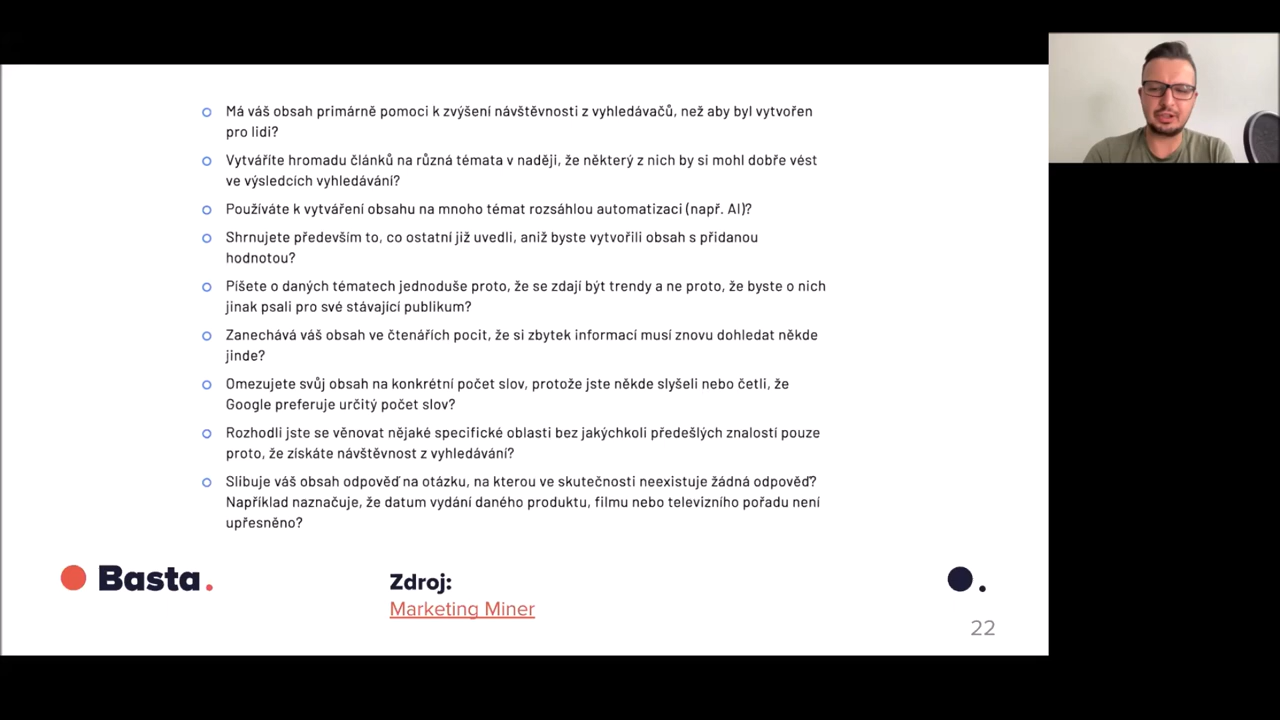 Má váš obsah primárně pomoci k zvýšení návštěvnosti z vyhledávačů, než aby byl vytvořen
pro lidi?
Vytváříte hromadu článků na různá témata v naději, že některý z nich by si mohl dobře vést
ve výsledcích vyhledávání?
Používáte k vytváření obsahu na mnoho témat rozsáhlou automatizaci (např. AI)?
Shrnujete především to, co ostatní již uvedli, aniž byste vytvořili obsah s přidanou
hodnotou?
Píšete o daných tématech jednoduše proto, že se zdají být trendy a ne proto, že byste o nich
jinak psali pro své stávající publikum?
Zanechává váš obsah ve čtenářích pocit, že si zbytek informací musí znovu dohledat někde
jinde?
Omezujete svůj obsah na konkrétní počet slov, protože jste někde slyšeli nebo četli, že
Google preferuje určitý počet slov?
Rozhodli jste se věnovat nějaké specifické oblasti bez jakýchkoli předešlých znalostí pouze
proto, že získáte návštěvnost z vyhledávání?
Slibuje váš obsah odpověď na otázku, na kterou ve skutečnosti neexistuje žádná odpověď?
Například naznačuje, že datum vydání daného produktu, filmu nebo televizního pořadu není
upřesněno?
Basta.
Zdroj:
Marketing Miner
22